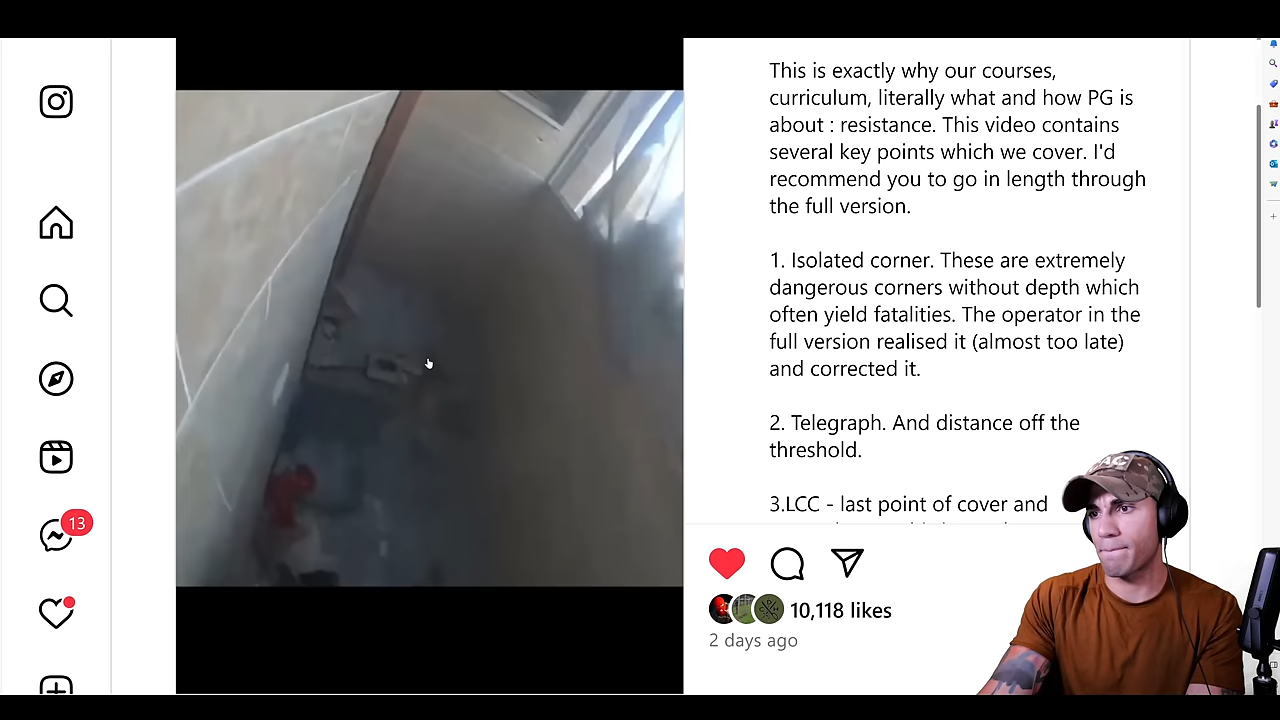 This is exactly why our courses,
curriculum, literally what and how PG is
about : resistance. This video contains
several key points which we cover. I'd
recommend you to go in length through
the full version.
1. Isolated corner. These are extremely
dangerous corners without depth which
often yield fatalities. The operator in the
full version realised it (almost too late)
and corrected it.
2. Telegraph. And distance off the
threshold.
3.LCC - last point of cover and
13
10,118 likes
2 days ago